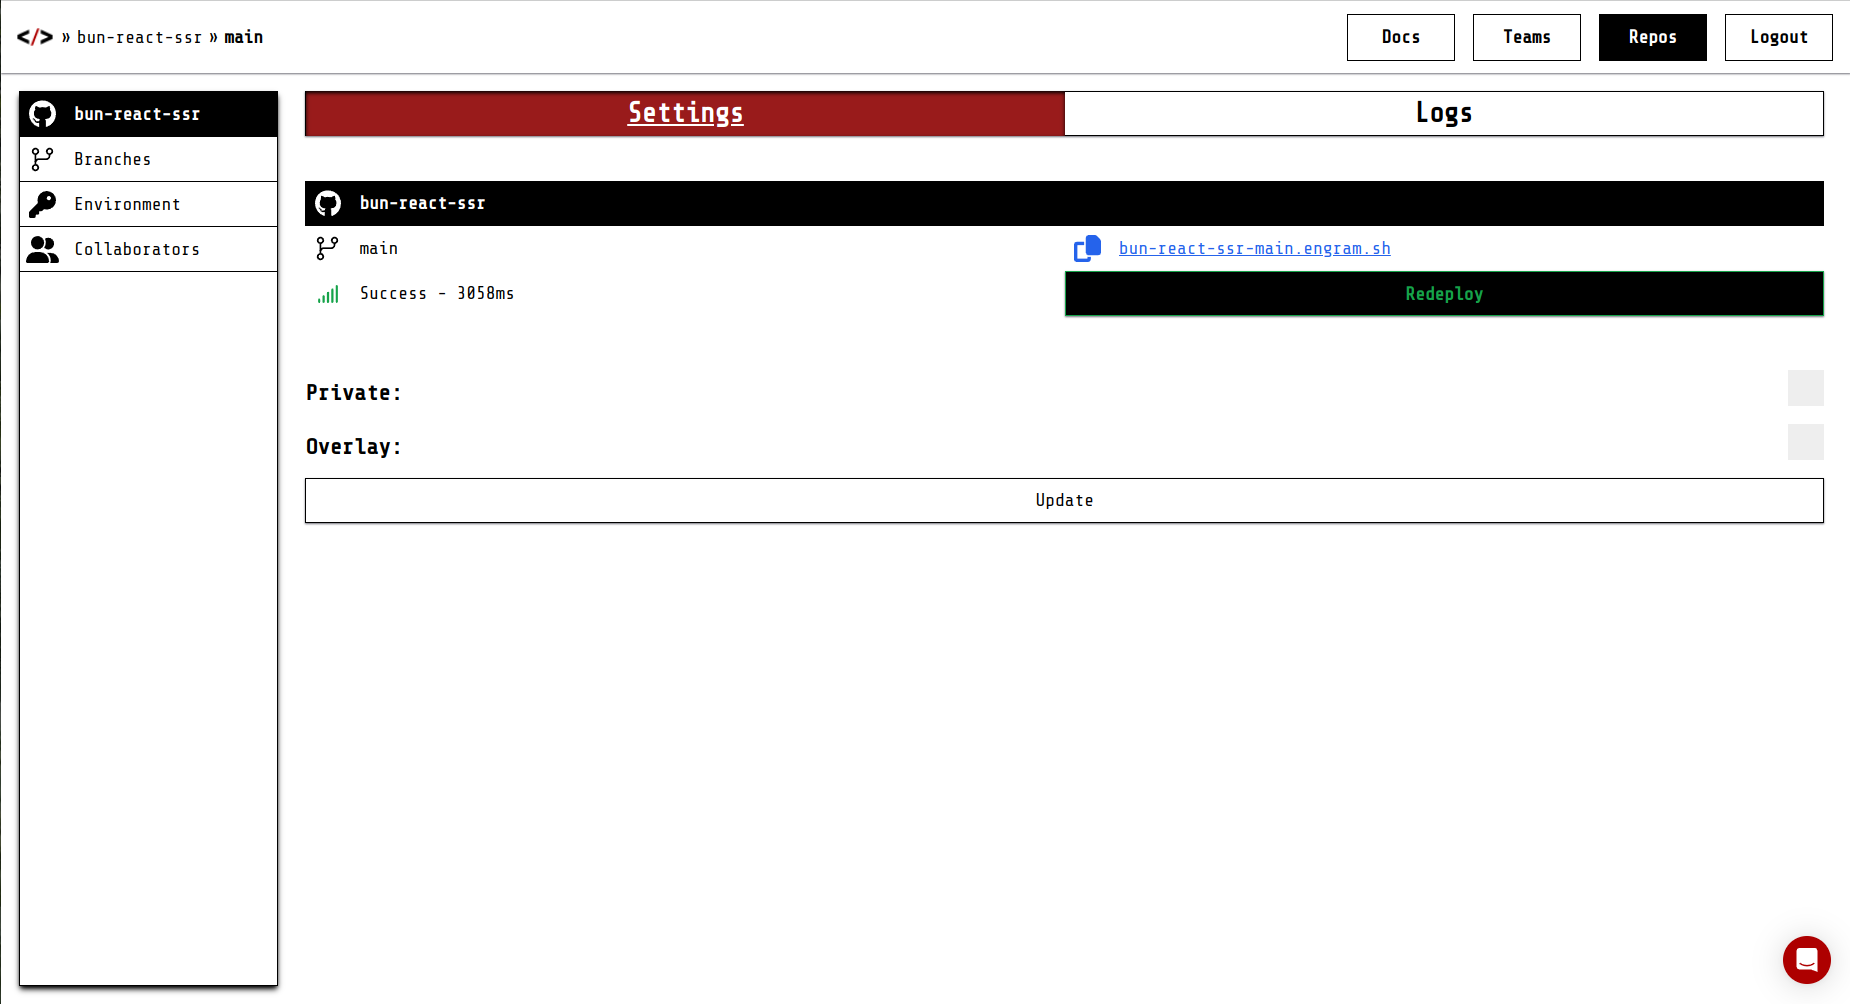 </> » bun-react-ssr » main
Docs
Teams
Repos
Logout
bun-react-ssr
Branches
Environment
Collaborators
Settings
Logs
bun-react-ssr
main
bun-react-ssr-main.engram.sh
Success - 3058ms
Redeploy
Private:
Overlay:
Update